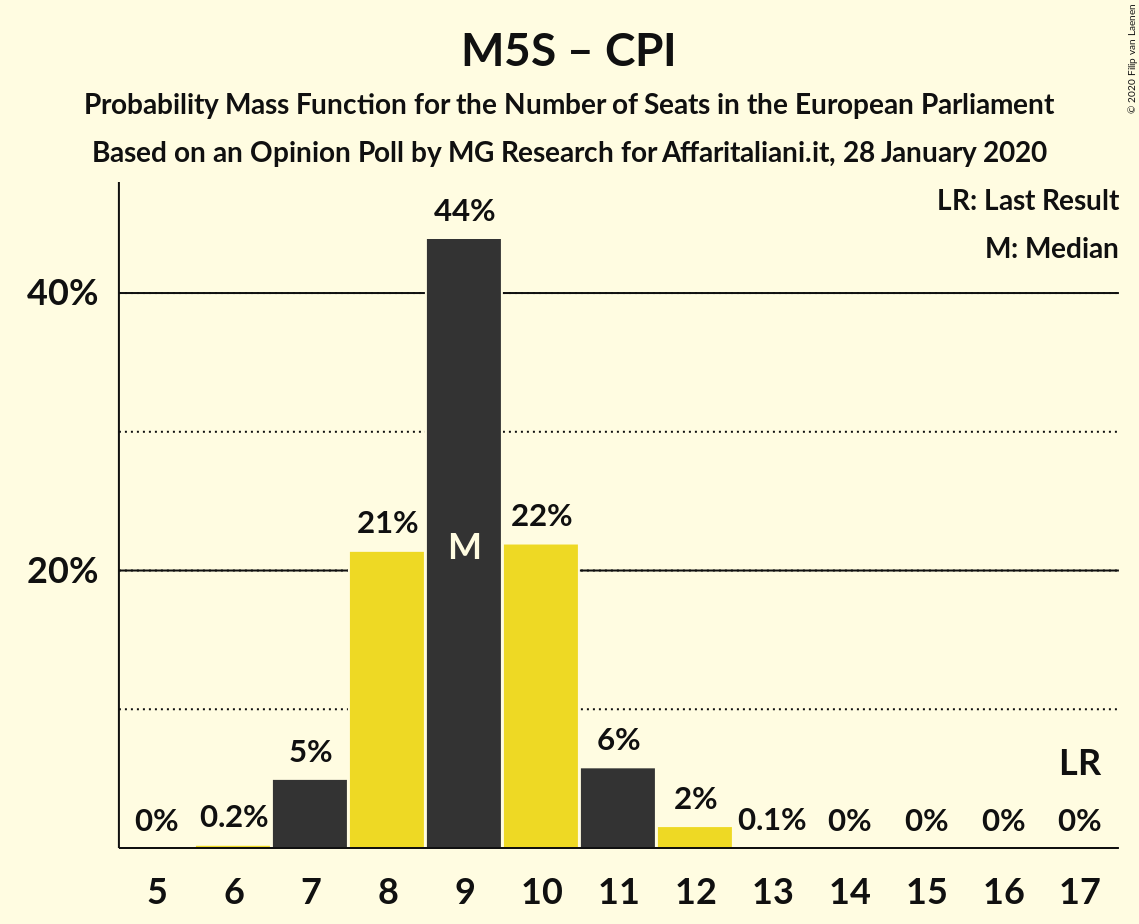 M5S – CPI
Probability Mass Function for the Number of Seats in the European Parliament
Based on an Opinion Poll by MG Research for Affaritaliani.it, 28 January 2020
© 2020 Filip van Laenen
LR: Last Result
M: Median
40%
20%
0%
0.2%
5%
21%
44%
M
22%
6%
2%
0.1%
0%
0%
0%
LR
0%
5 6 7 8 9 10 11 12 13 14 15 16 17